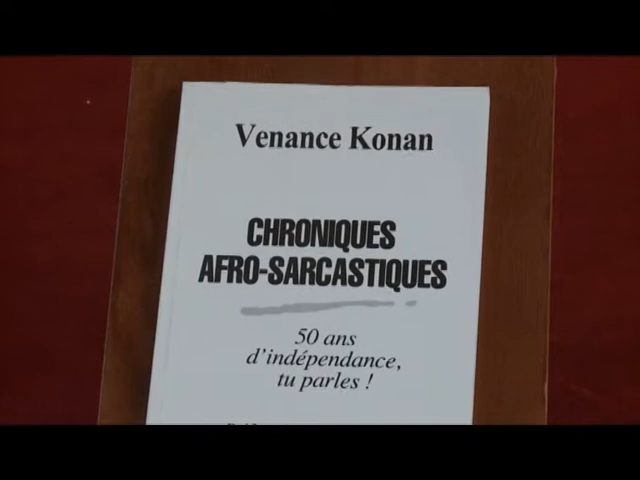 Venance Konan
CHRONIQUES
AFRO-SARCASTIQUES
50 ans
d'indépendance,
tu parles !